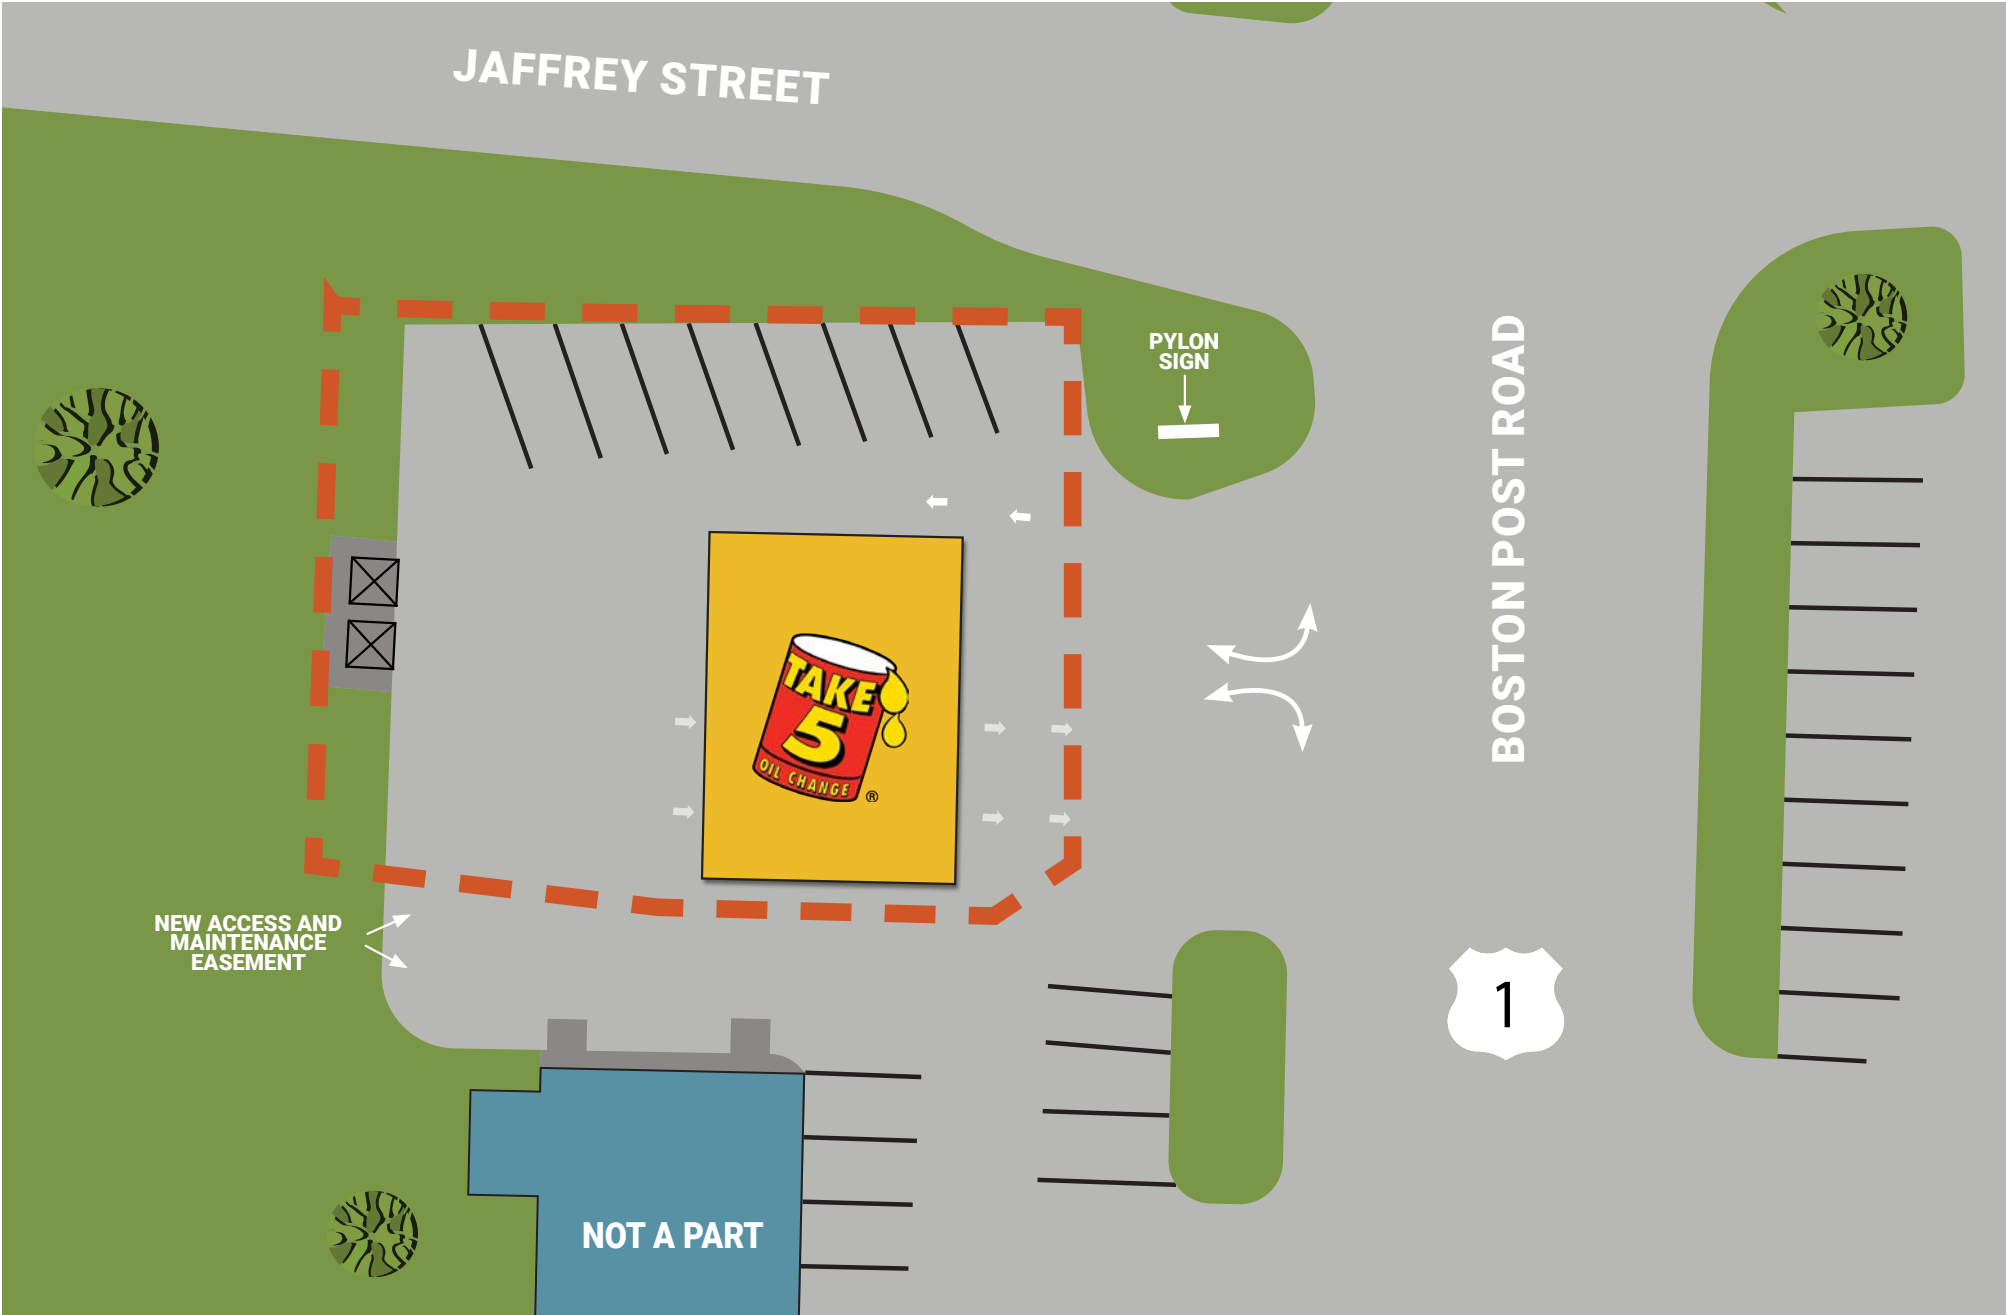 JAFFREY STREET
PYLON
SIGN
BOSTON POST ROAD
TAKE
5
OIL CHANGE
®
NEW ACCESS AND
MAINTENANCE
EASEMENT
1
NOT A PART